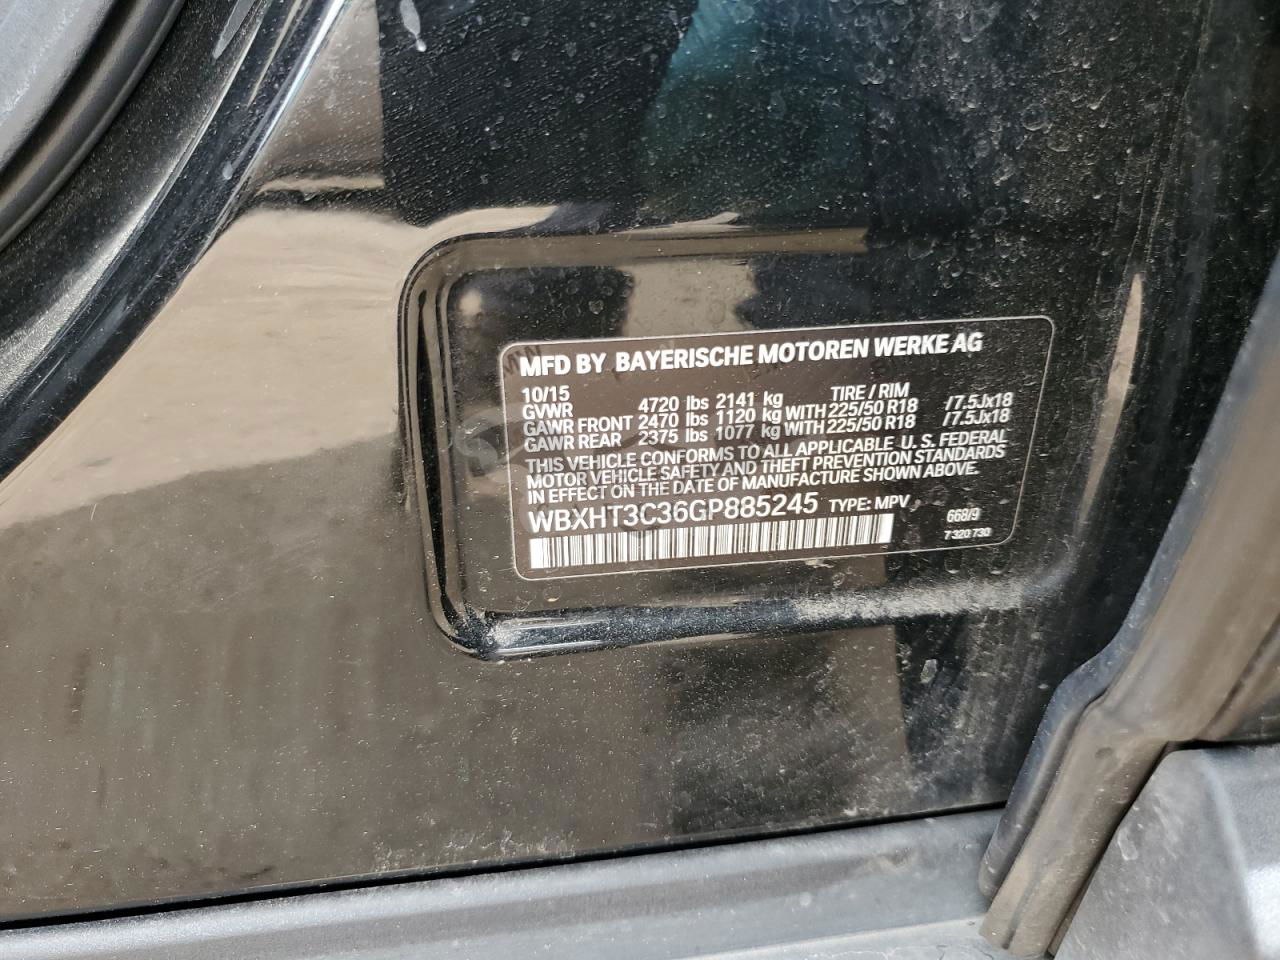 MFD BY BAYERISCHE MOTOREN WERKE AG
10/15 TIRE / RIM
GVWR 4720 lbs 2141 kg
GAWR FRONT 2470 lbs 1120 kg WITH 225/50 R18 /7.5Jx18
GAWR REAR 2375 lbs 1077 kg WITH 225/50 R18 /7.5Jx18
THIS VEHICLE CONFORMS TO ALL APPLICABLE U.S. FEDERAL
MOTOR VEHICLE SAFETY AND THEFT PREVENTION STANDARDS
IN EFFECT ON THE DATE OF MANUFACTURE SHOWN ABOVE.
WBXHT3C36GP885245 TYPE: MPV
668/9
7 320 730